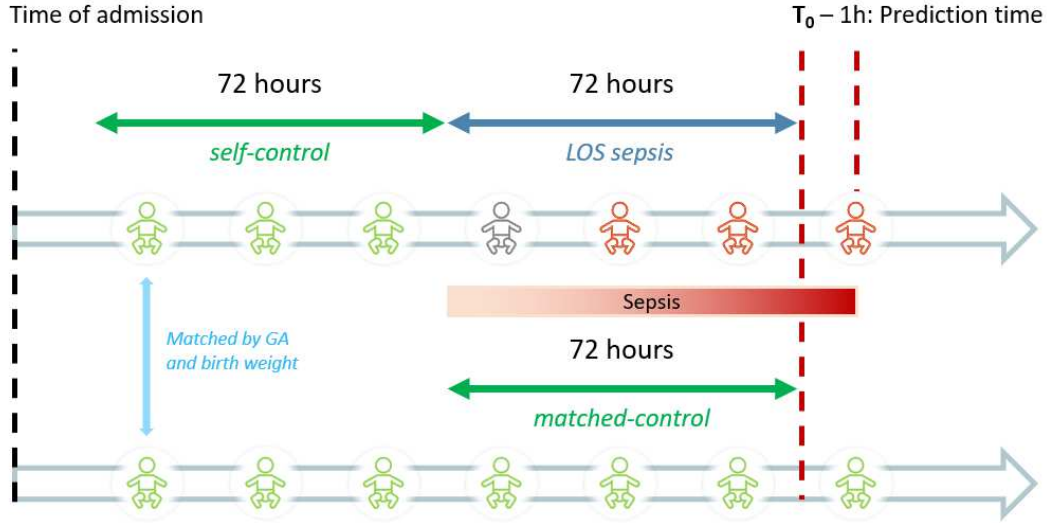 Time of admission
T₀ – 1h: Prediction time
72 hours
72 hours
self-control
LOS sepsis
Sepsis
Matched by GA
and birth weight
72 hours
matched-control